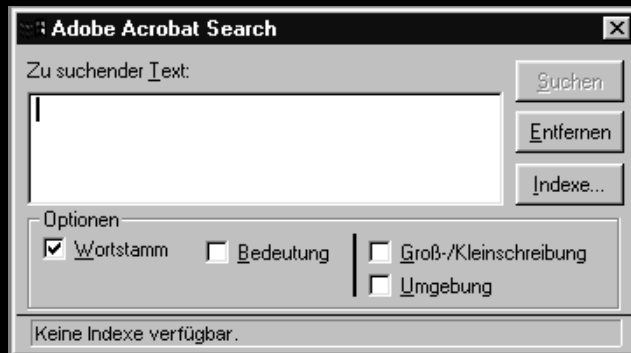 Adobe Acrobat Search
Zu suchender Text:
Suchen
Entfernen
Indexe...
Optionen
Wortstamm Bedeutung Groß-/Kleinschreibung
Umgebung
Keine Indexe verfügbar.